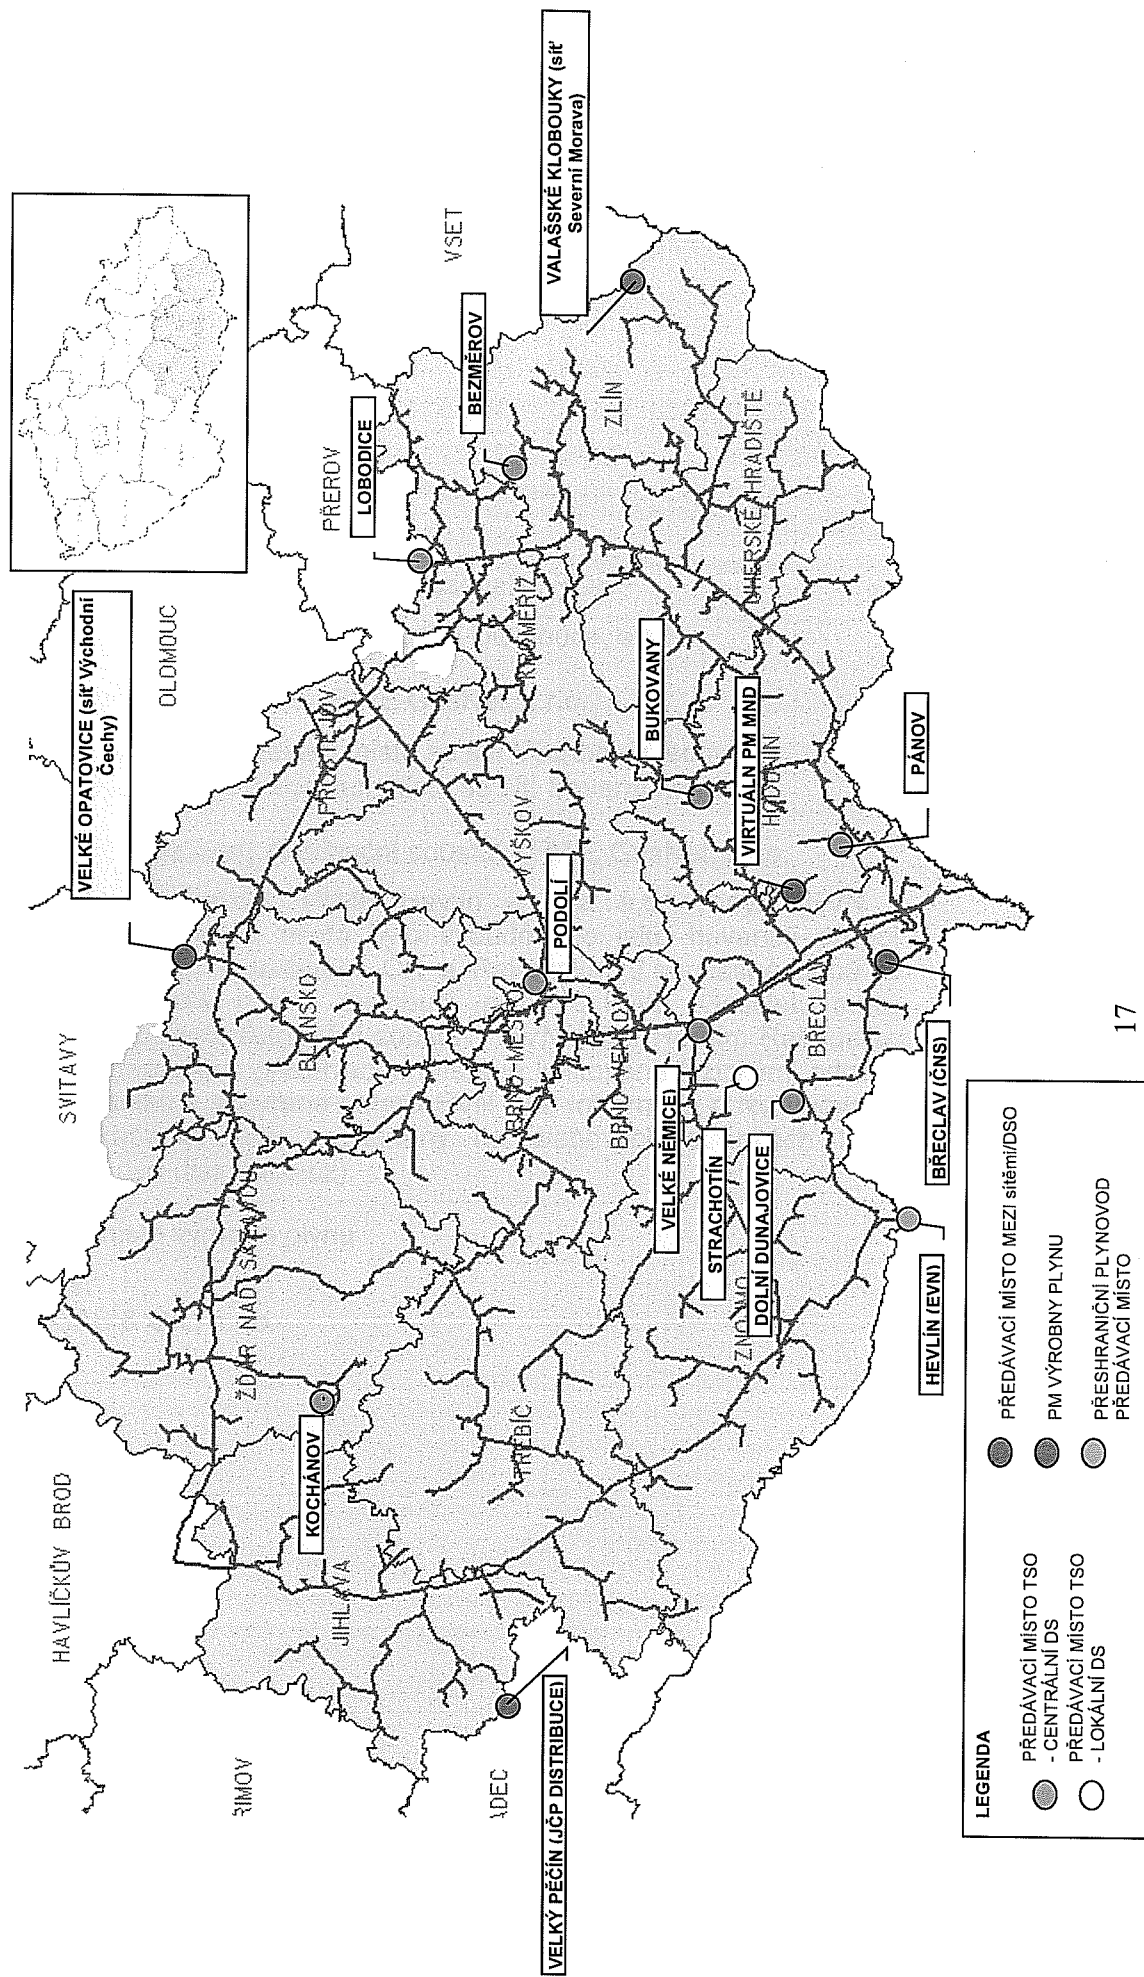 HAVLÍČKŮV BROD
SVITAVY
VELKÉ OPATOVICE (síť Východní
Čechy)
OLOMOUC
PŘEROV
LOBODICE
BEZMĚROV
VSET
VALAŠSKÉ KLOBOUKY (síť
Severní Morava)
ŘIMOV
JIHLAVA
KOCHÁNOV
ŽĎÁR NAD SÁZAVOU
BLANSKO
PROSTĚJOV
KROMĚŘÍŽ
ZLÍN
ADEC
VELKÝ PĚČÍN (JČP DISTRIBUCE)
TŘEBÍČ
BRNO-MĚSTO
PODOLÍ
VYŠKOV
BRNO-VENKOV
BUKOVANY
UHERSKÉ HRADIŠTĚ
VELKÉ NĚMICE)
STRACHOTÍN
DOLNÍ DUNAJOVICE
ZNOJMO
VIRTUÁLN PM MND
HODONÍN
BŘECLAV
PÁNOV
HEVLÍN (EVN)
BŘECLAV (ČNS)
LEGENDA
PŘEDÁVACÍ MÍSTO TSO
- CENTRÁLNÍ DS
PŘEDÁVACÍ MÍSTO TSO
- LOKÁLNÍ DS
PŘEDÁVACÍ MÍSTO MEZI sítěmi/DSO
PM VÝROBNY PLYNU
PŘESHRANIČNÍ PLYNOVOD
PŘEDÁVACÍ MÍSTO
17